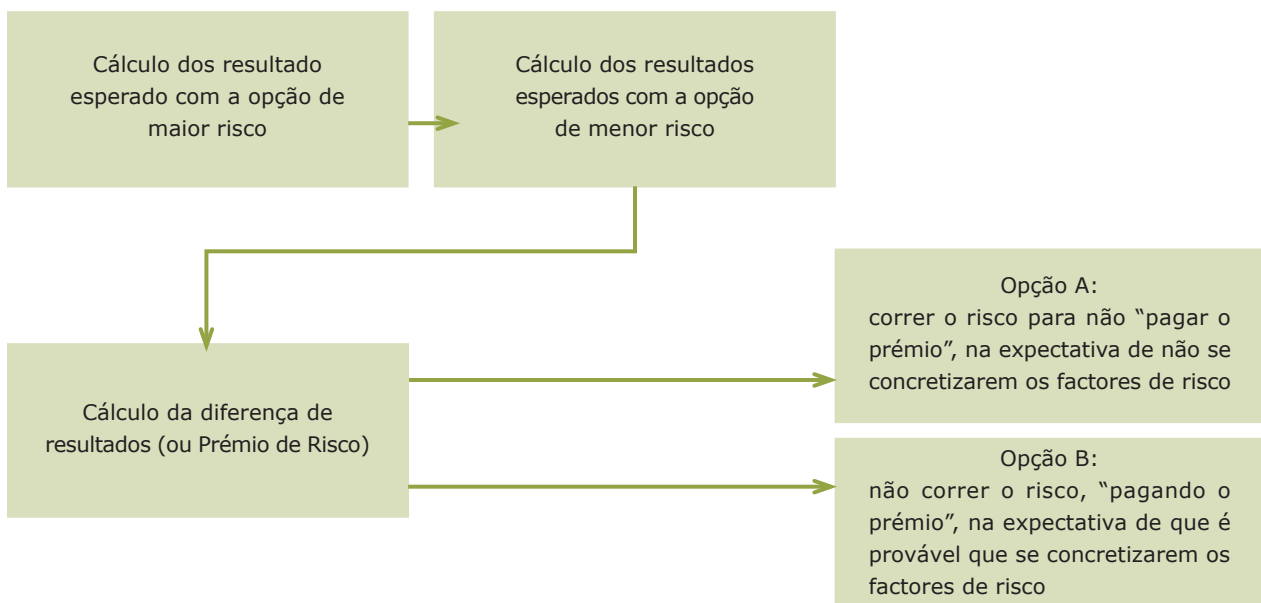 Cálculo dos resultado
esperado com a opção de
maior risco
Cálculo dos resultados
esperados com a opção
de menor risco
Cálculo da diferença de
resultados (ou Prémio de Risco)
Opção A:
correr o risco para não “pagar o
prémio”, na expectativa de não se
concretizarem os factores de risco
Opção B:
não correr o risco, “pagando o
prémio”, na expectativa de que é
provável que se concretizarem os
factores de risco